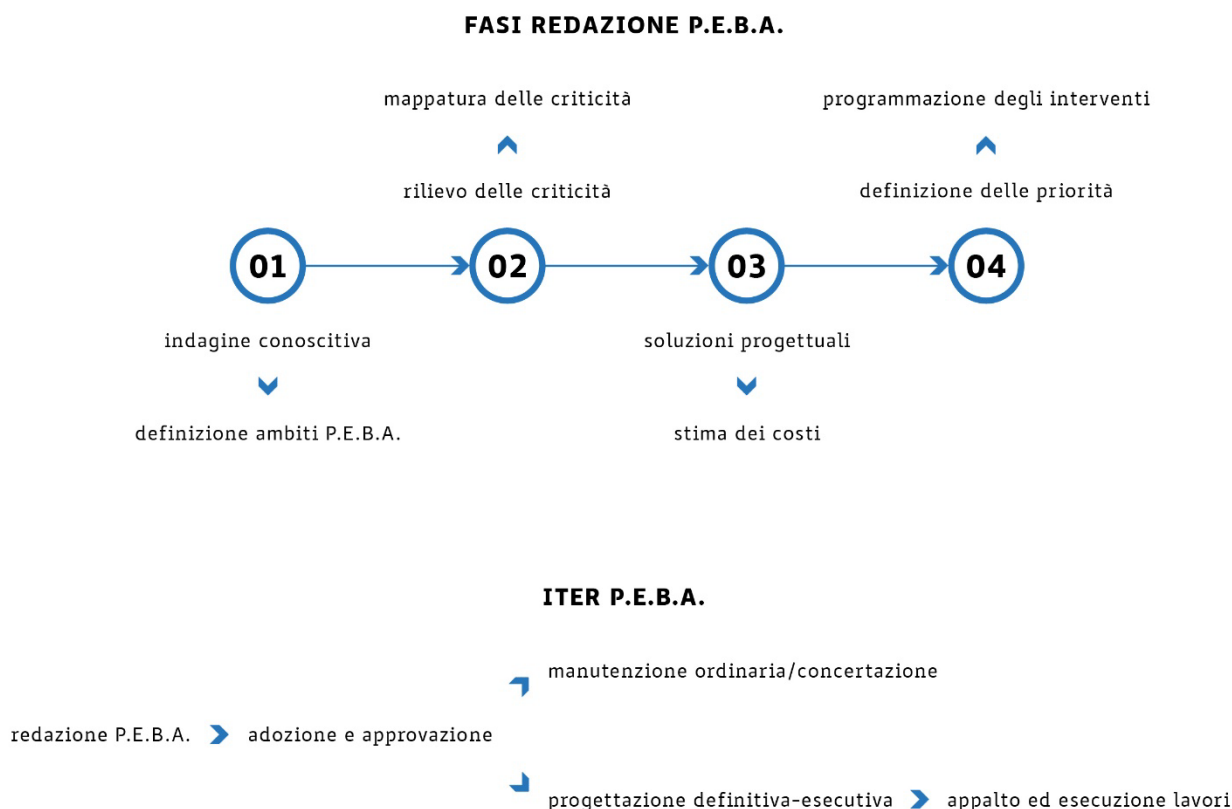 FASI REDAZIONE P.E.B.A.
mappatura delle criticità
programmazione degli interventi
rilievo delle criticità
definizione delle priorità
01
02
03
04
indagine conoscitiva
soluzioni progettuali
definizione ambiti P.E.B.A.
stima dei costi
ITER P.E.B.A.
manutenzione ordinaria/concertazione
redazione P.E.B.A.
adozione e approvazione
progettazione definitiva-esecutiva
appalto ed esecuzione lavori